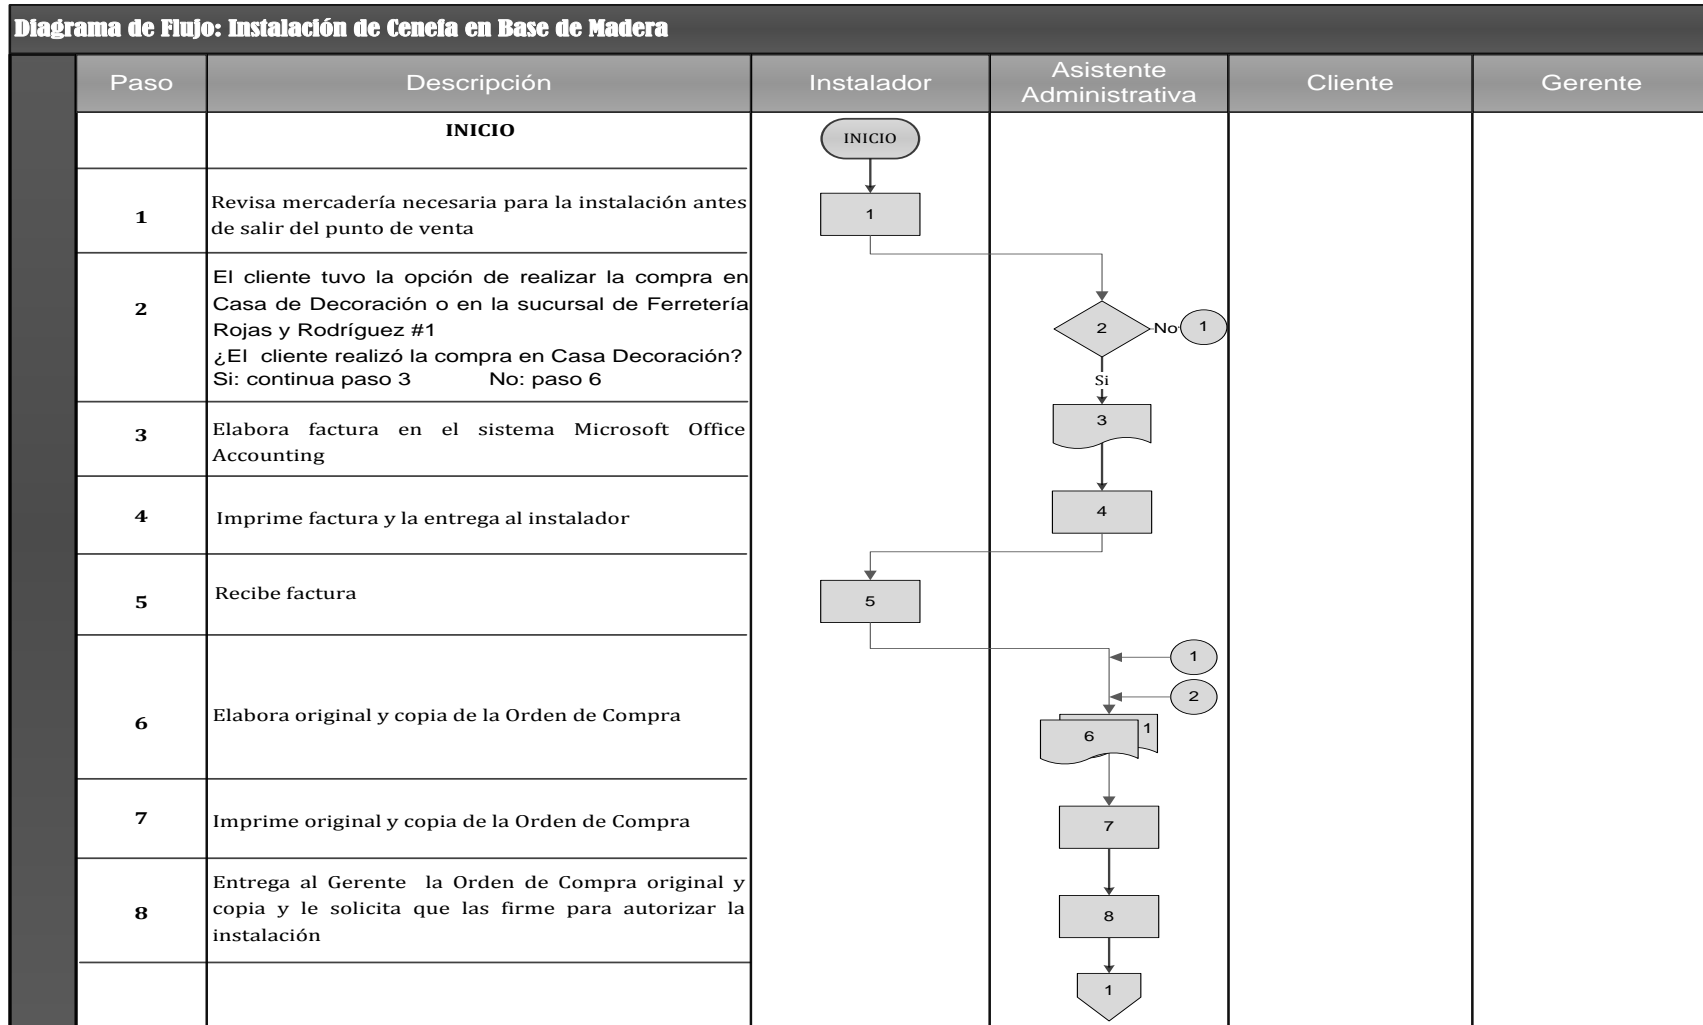 Diagrama de Flujo: Instalación de Cenefa en Base de Madera
Paso
Descripción
Instalador
Asistente
Administrativa
Cliente
Gerente
INICIO
INICIO
1
Revisa mercadería necesaria para la instalación antes
de salir del punto de venta
1
2
El cliente tuvo la opción de realizar la compra en
Casa de Decoración o en la sucursal de Ferretería
Rojas y Rodríguez #1
¿El cliente realizó la compra en Casa Decoración?
Si: continua paso 3 No: paso 6
2
No
1
Si
3
Elabora factura en el sistema Microsoft Office
Accounting
3
4
Imprime factura y la entrega al instalador
4
5
Recibe factura
5
1
2
6
Elabora original y copia de la Orden de Compra
6
1
7
Imprime original y copia de la Orden de Compra
7
8
Entrega al Gerente la Orden de Compra original y
copia y le solicita que las firme para autorizar la
instalación
8
1